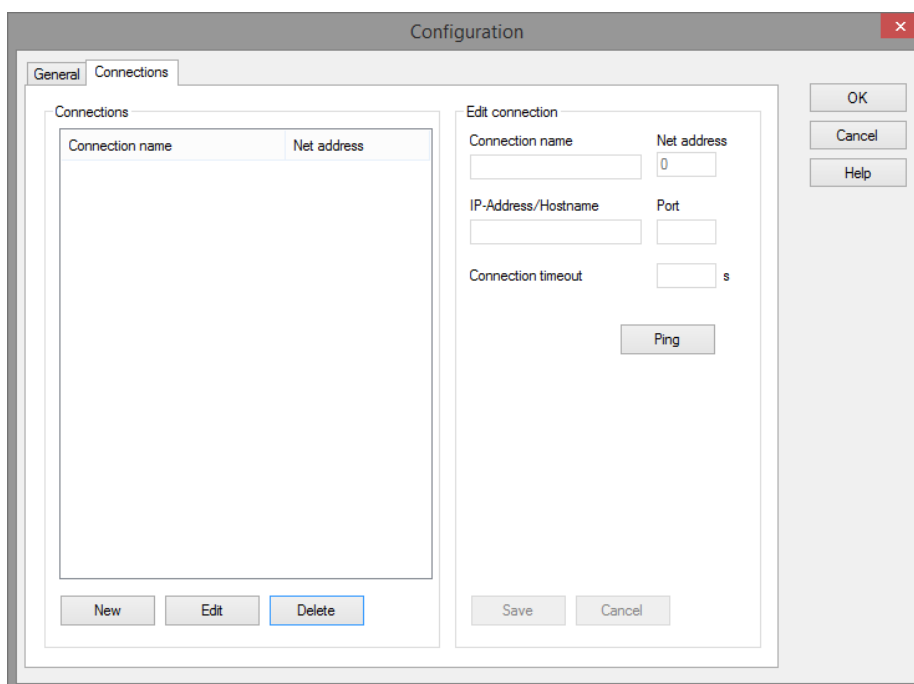 Configuration
General Connections
OK
Cancel
Help
Connections
Connection name Net address
New Edit Delete
Edit connection
Connection name Net address
0
IP-Address/Hostname Port
Connection timeout s
Ping
Save Cancel